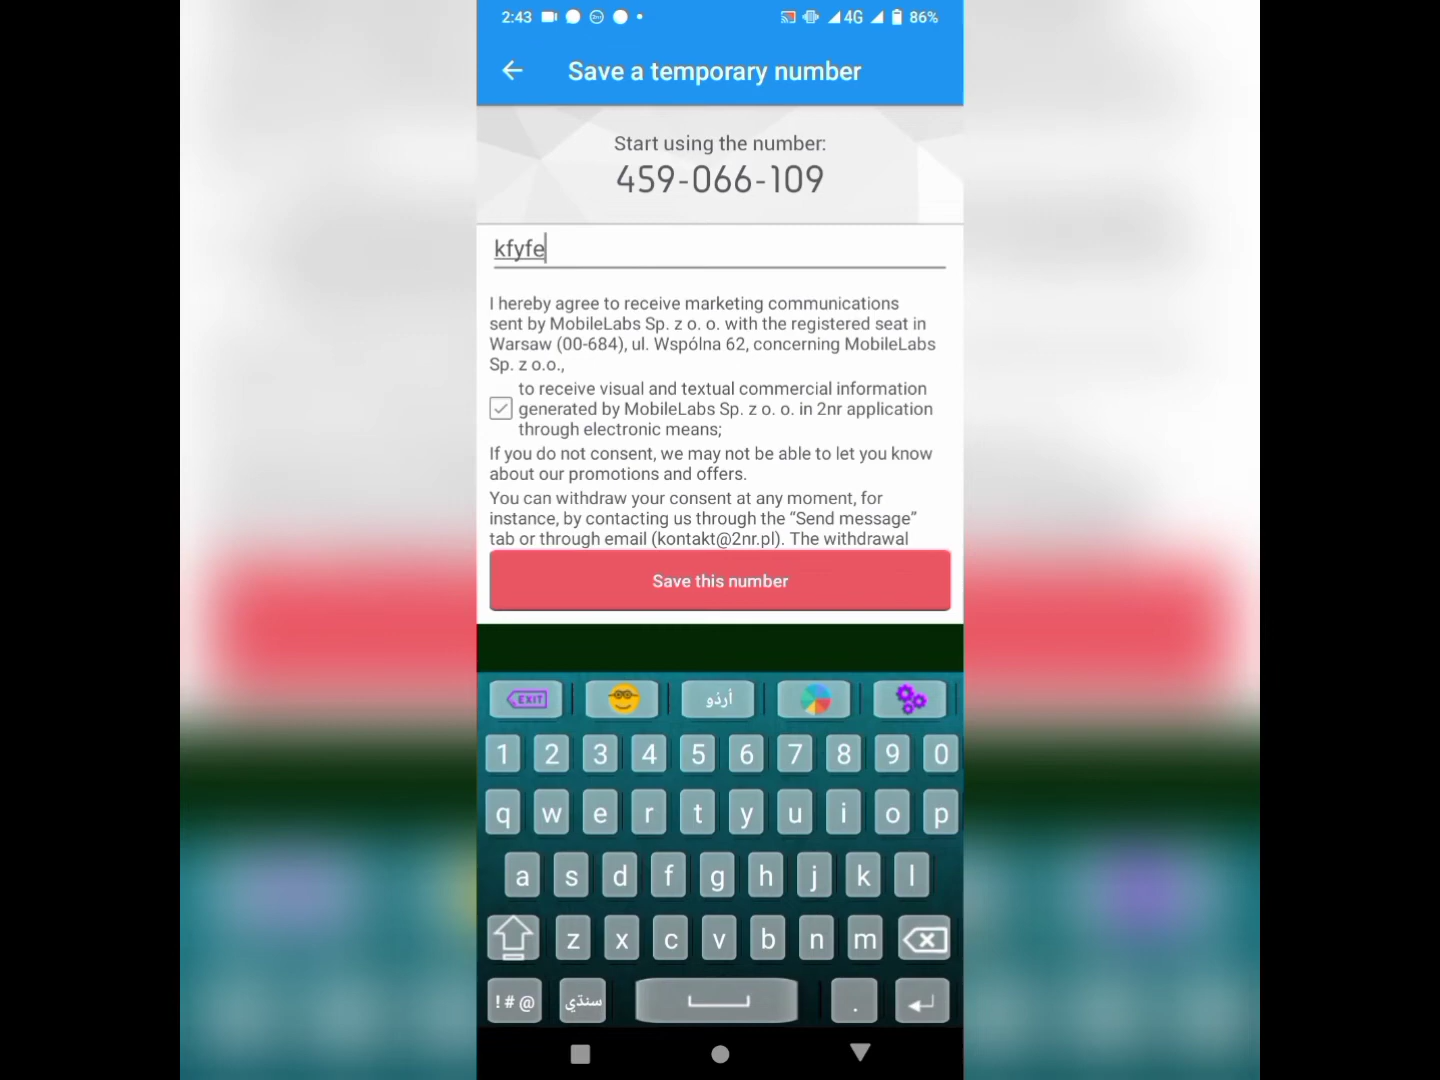 2:43 4G 86%
Save a temporary number
Start using the number:
459-066-109
kfyfe
I hereby agree to receive marketing communications
sent by MobileLabs Sp. z o. o. with the registered seat in
Warsaw (00-684), ul. Wspólna 62, concerning MobileLabs
Sp. z o.o.,
to receive visual and textual commercial information
generated by MobileLabs Sp. z o. o. in 2nr application
through electronic means;
If you do not consent, we may not be able to let you know
about our promotions and offers.
You can withdraw your consent at any moment, for
instance, by contacting us through the “Send message”
tab or through email (kontakt@2nr.pl). The withdrawal
Save this number
EXIT اُردُو
1 2 3 4 5 6 7 8 9 0
q w e r t y u i o p
a s d f g h j k l
z x c v b n m
! # @ سنڌي .